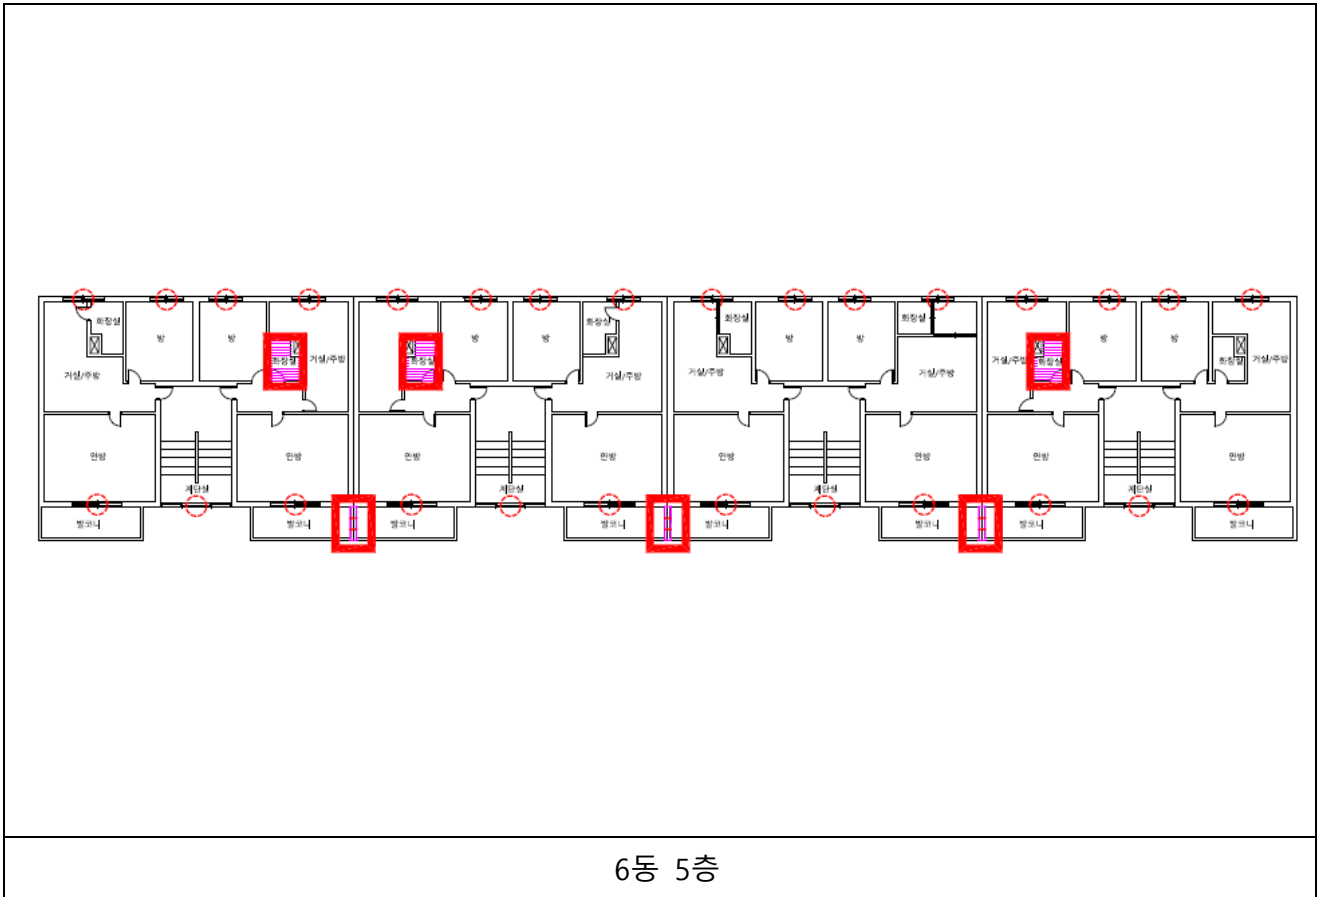 화장실 방 방 방 방 화장실 화장실 방 방 화장실 방 방
거실/주방 화장실 거실/주방 화장실 거실/주방 거실/주방 거실/주방 거실/주방 화장실 화장실 거실/주방
안방 안방 안방 안방 안방 안방 안방 안방
계단실 계단실 계단실 계단실
발코니 발코니 발코니 발코니 발코니 발코니 발코니 발코니
6동 5층